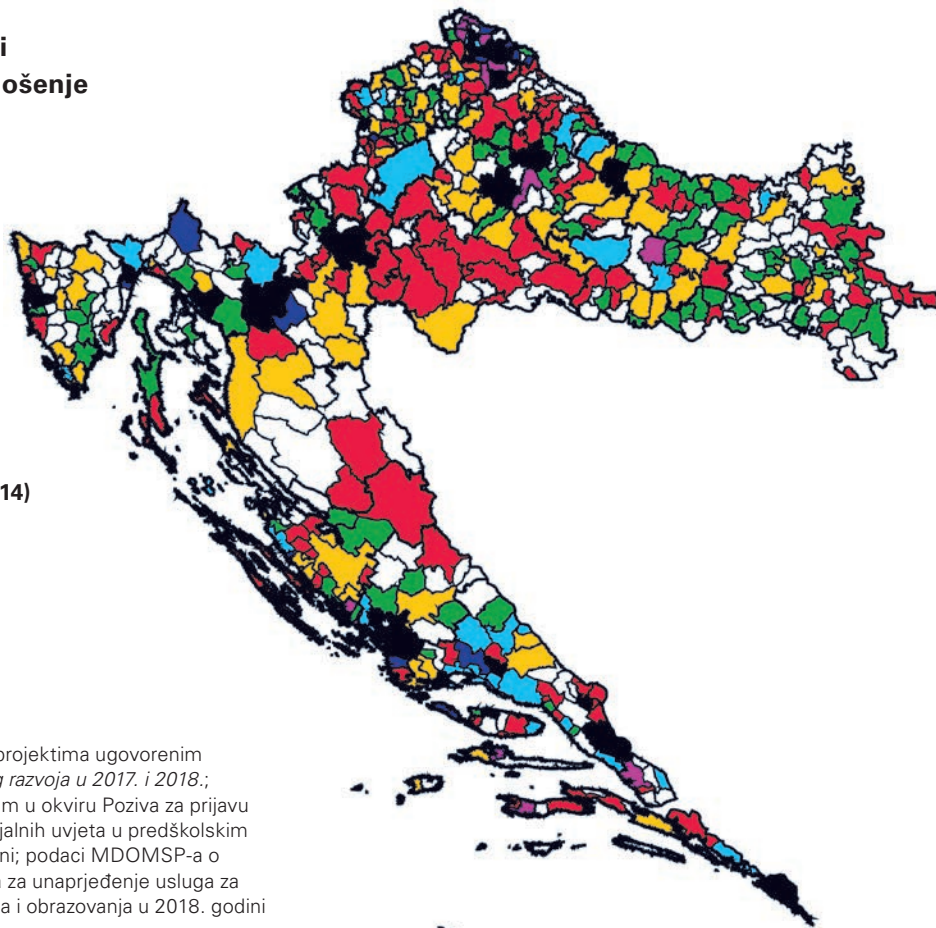 i
ošenje
14)
projektima ugovorenim
g razvoja u 2017. i 2018.;
m u okviru Poziva za prijavu
jalnih uvjeta u predškolskim
ni; podaci MDOMSP-a o
a za unaprjeđenje usluga za
a i obrazovanja u 2018. godini